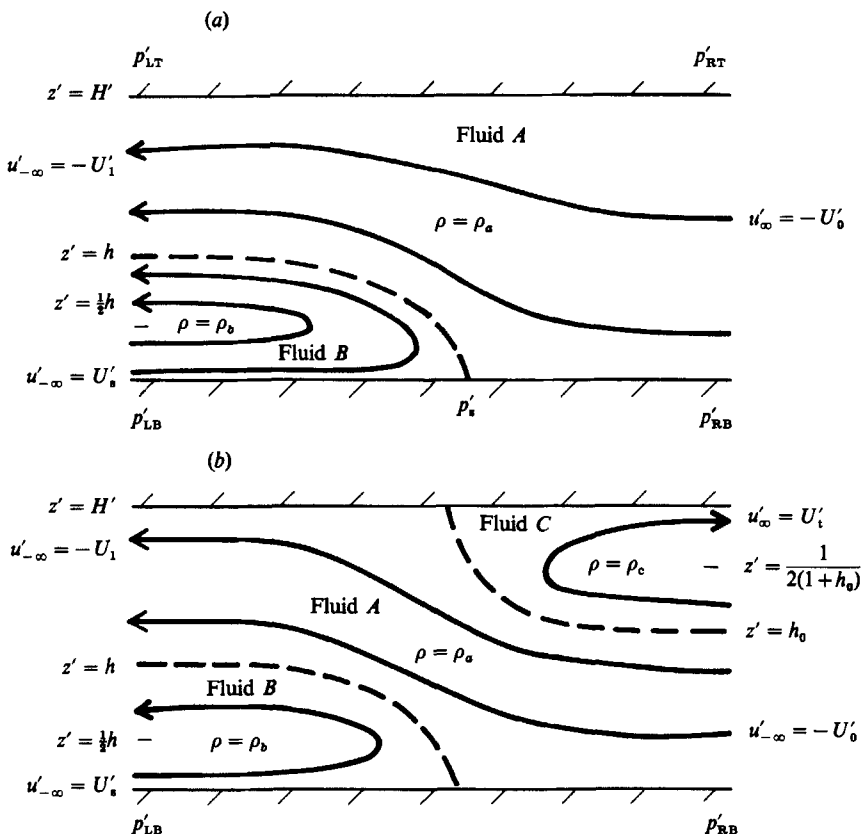 (a)
p′LT p′RT
z′ = H′
Fluid A
u′−∞ = −U′1
ρ = ρa
u′∞ = −U′0
z′ = h
z′ = ½h
ρ = ρb
Fluid B
u′−∞ = U′s
p′LB p′s p′RB
(b)
z′ = H′
Fluid C
u′∞ = U′t
u′−∞ = −U1
ρ = ρc
z′ = 1/2(1 + h0)
Fluid A
z′ = h0
ρ = ρa
z′ = h
Fluid B
u′−∞ = −U′0
z′ = ½h
ρ = ρb
u′−∞ = U′s
p′LB p′RB